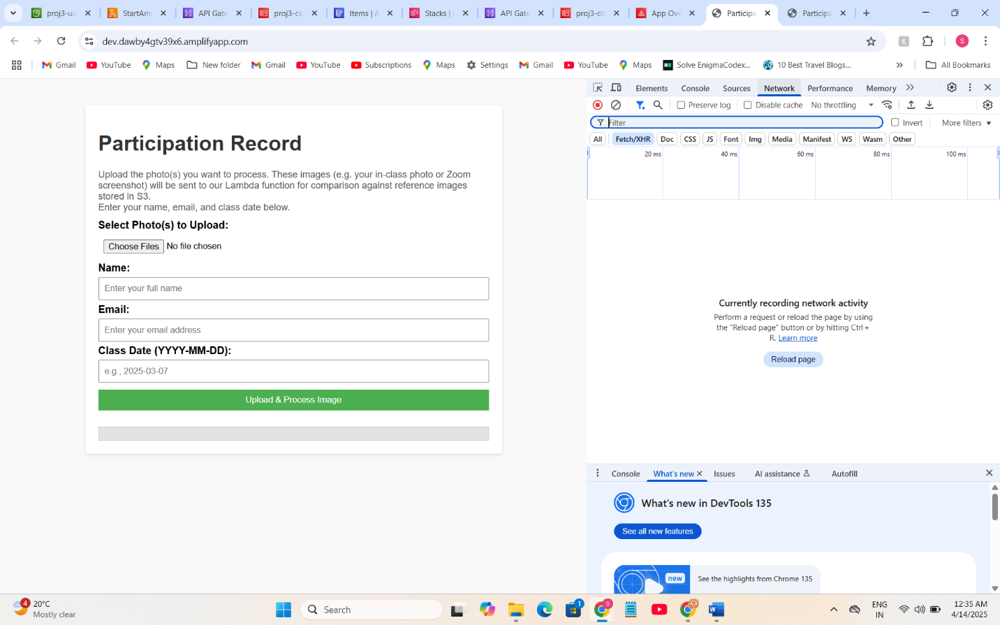 proj3-uc
StartAm
API Gate
proj3-cic
Items | A
Stacks |
API Gate
proj3-cic
App Ove
Participa
Participa
dev.dawby4gtv39x6.amplifyapp.com
S
Gmail
YouTube
Maps
New folder
Gmail
YouTube
Subscriptions
Maps
Settings
Gmail
YouTube
Maps
Solve EnigmaCodex...
10 Best Travel Blogs...
»
All Bookmarks
Participation Record
Upload the photo(s) you want to process. These images (e.g. your in-class photo or Zoom
screenshot) will be sent to our Lambda function for comparison against reference images
stored in S3.
Enter your name, email, and class date below.
Select Photo(s) to Upload:
Choose Files No file chosen
Name:
Enter your full name
Email:
Enter your email address
Class Date (YYYY-MM-DD):
e.g., 2025-03-07
Upload & Process Image
Elements Console Sources Network Performance Memory »
Preserve log Disable cache No throttling
Filter Invert More filters
All Fetch/XHR Doc CSS JS Font Img Media Manifest WS Wasm Other
20 ms 40 ms 60 ms 80 ms 100 ms
Currently recording network activity
Perform a request or reload the page by using
the "Reload page" button or by hitting Ctrl +
R. Learn more
Reload page
Console What's new Issues AI assistance Autofill
What's new in DevTools 135
See all new features
new
See the highlights from Chrome 135
4
20°C
Mostly clear
Search
1
S
W
ENG
IN
12:35 AM
4/14/2025